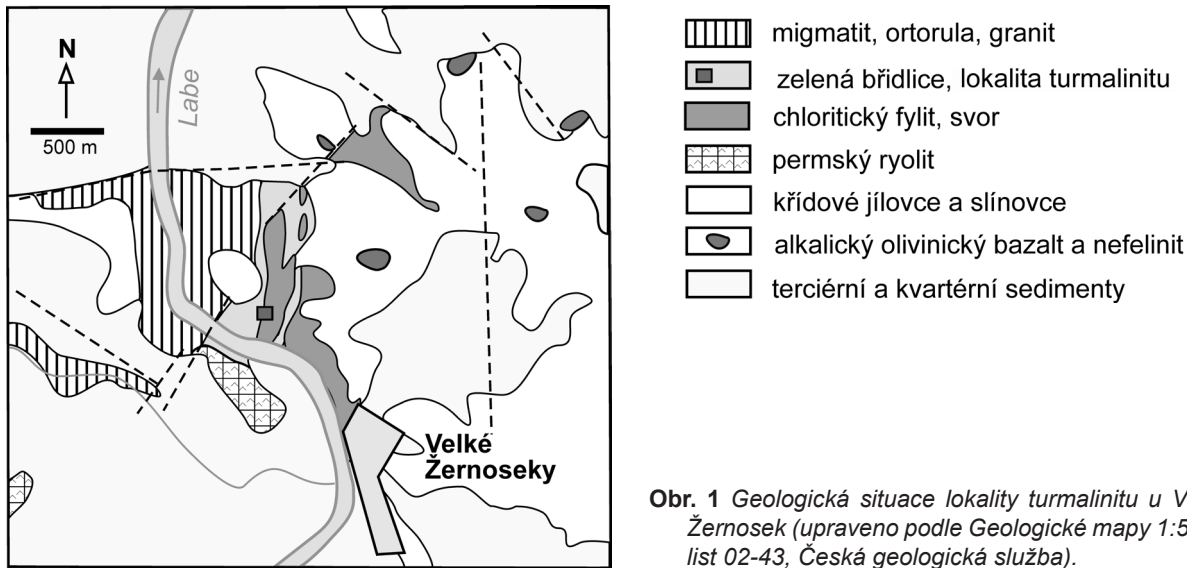 N
500 m
Labe
Velké
Žernoseky
migmatit, ortorula, granit
zelená břidlice, lokalita turmalinitu
chloritický fylit, svor
permský ryolit
křídové jílovce a slínovce
alkalický olivinický bazalt a nefelinit
terciérní a kvartérní sedimenty
Obr. 1 Geologická situace lokality turmalinitu u V
Žernosek (upraveno podle Geologické mapy 1:5
list 02-43, Česká geologická služba).